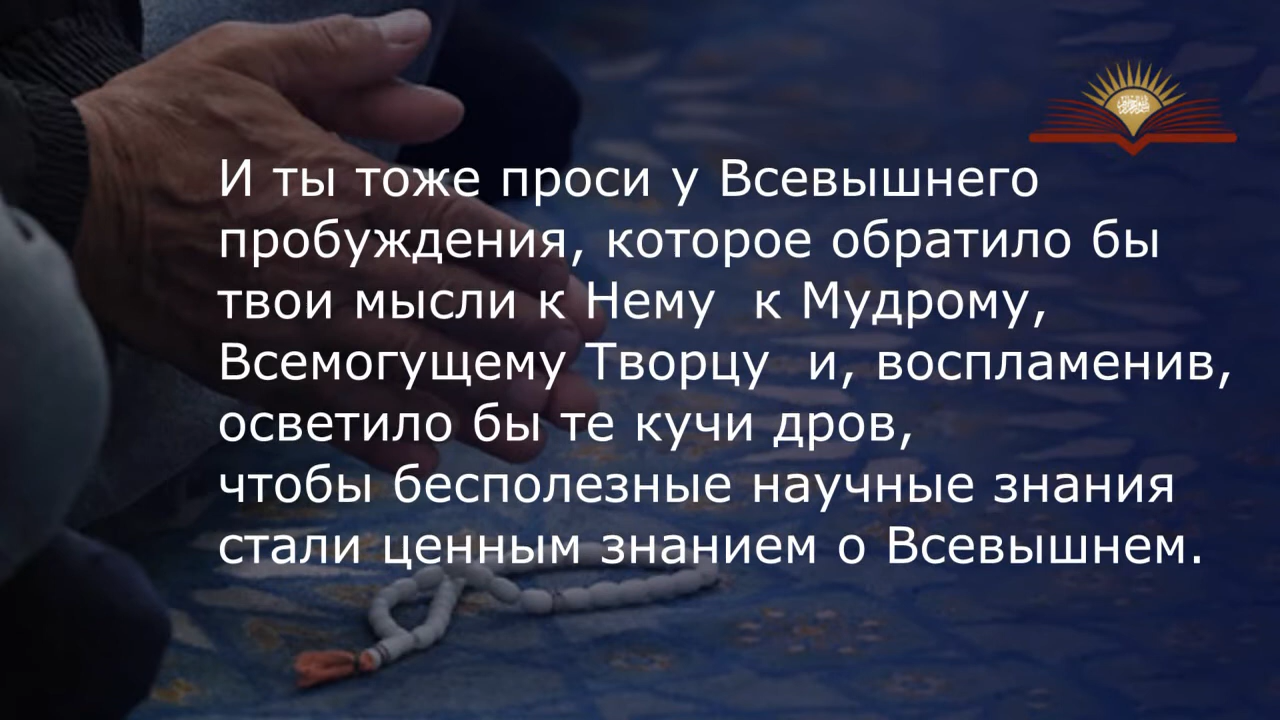 И ты тоже проси у Всевышнего
пробуждения, которое обратило бы
твои мысли к Нему  к Мудрому,
Всемогущему Творцу  и, воспламенив,
осветило бы те кучи дров,
чтобы бесполезные научные знания
стали ценным знанием о Всевышнем.